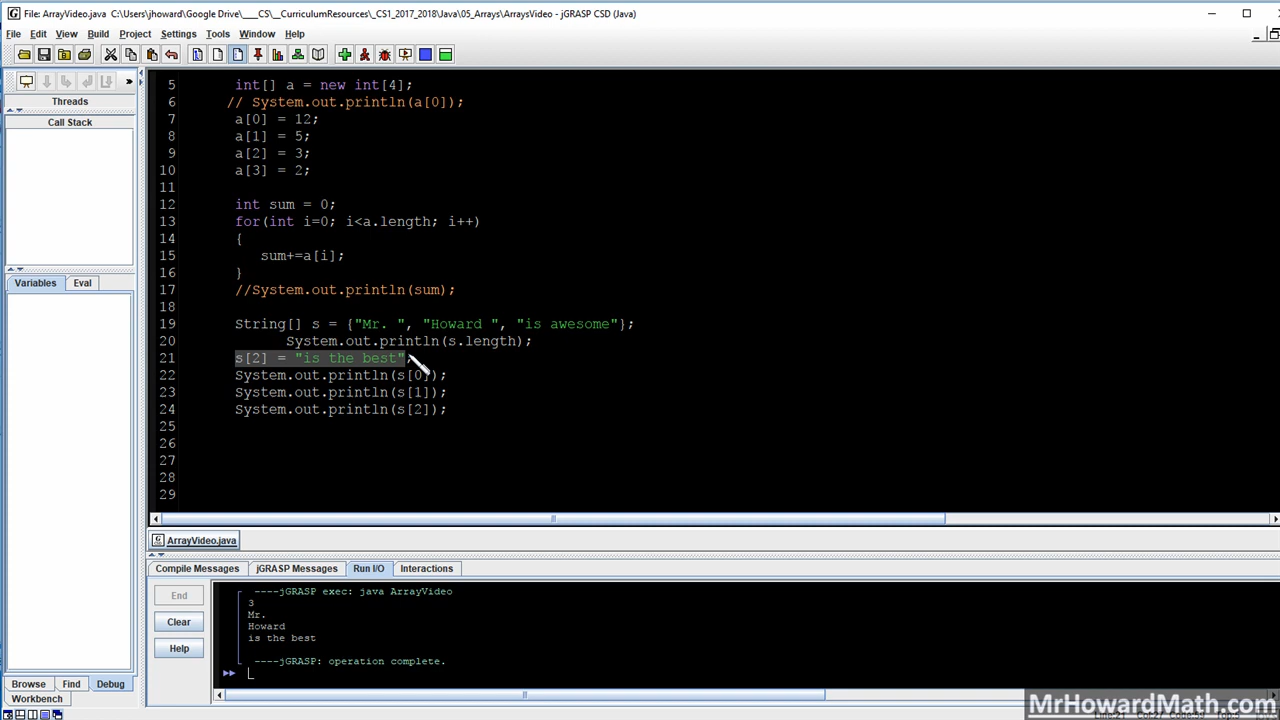 File: ArrayVideo.java C:\Users\jhoward\Google Drive\____CS\__CurriculumResources\_CS1_2017_2018\Java\05_Arrays\ArraysVideo - jGRASP CSD (Java)
File Edit View Build Project Settings Tools Window Help
Threads
Call Stack
Variables Eval
Browse Find Debug
Workbench
5 int[] a = new int[4];
6 // System.out.println(a[0]);
7 a[0] = 12;
8 a[1] = 5;
9 a[2] = 3;
10 a[3] = 2;
11
12 int sum = 0;
13 for(int i=0; i<a.length; i++)
14 {
15 sum+=a[i];
16 }
17 //System.out.println(sum);
18
19 String[] s = {"Mr. ", "Howard ", "is awesome"};
20 System.out.println(s.length);
21 s[2] = "is the best";
22 System.out.println(s[0]);
23 System.out.println(s[1]);
24 System.out.println(s[2]);
25
26
27
28
29
ArrayVideo.java
Compile Messages jGRASP Messages Run I/O Interactions
End
Clear
Help
----jGRASP exec: java ArrayVideo
3
Mr.
Howard
is the best
----jGRASP: operation complete.
MrHowardMath.com